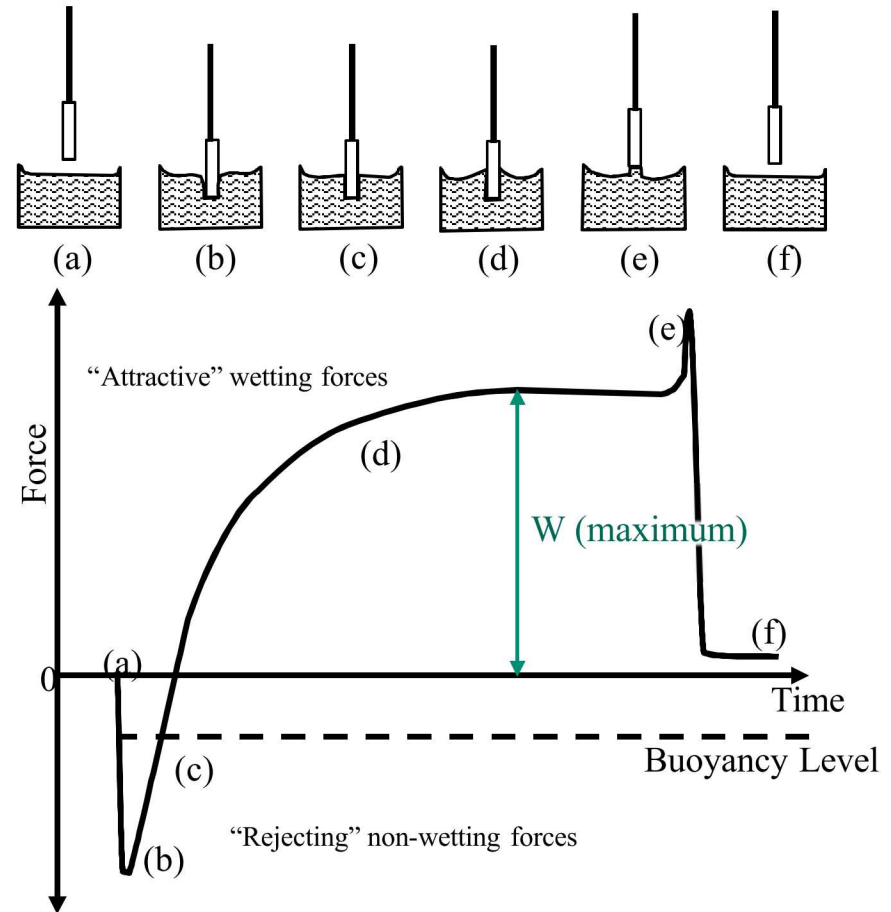 (a) (b) (c) (d) (e) (f)
(e)
“Attractive” wetting forces
(d)
Force
W (maximum)
(f)
(a)
0
Time
(c)
Buoyancy Level
“Rejecting” non-wetting forces
(b)